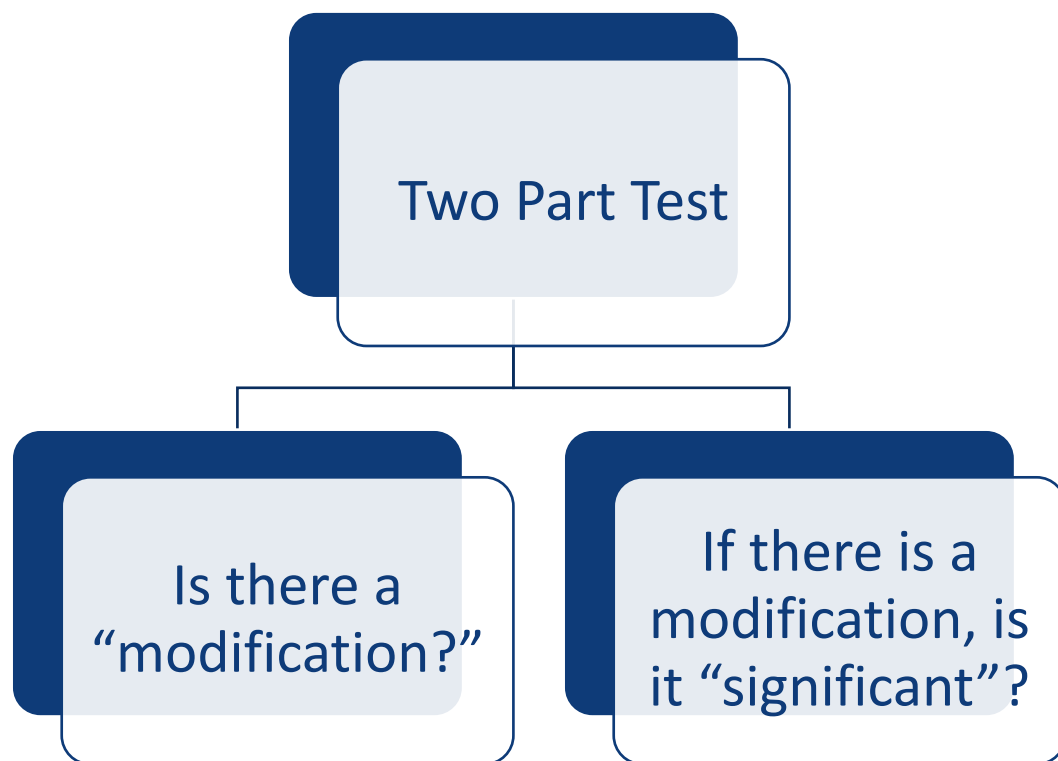 Two Part Test
Is there a
“modification?”
If there is a
modification, is
it “significant”?